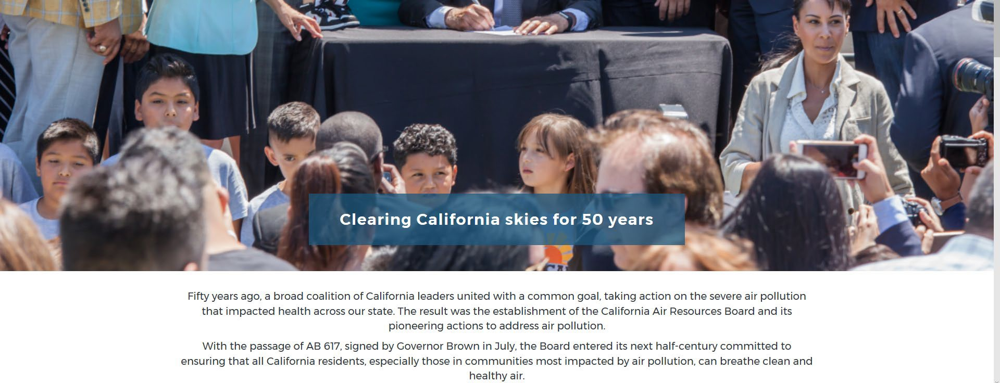 Clearing California skies for 50 years
CAL
Fifty years ago, a broad coalition of California leaders united with a common goal, taking action on the severe air pollution
that impacted health across our state. The result was the establishment of the California Air Resources Board and its
pioneering actions to address air pollution.
With the passage of AB 617, signed by Governor Brown in July, the Board entered its next half-century committed to
ensuring that all California residents, especially those in communities most impacted by air pollution, can breathe clean and
healthy air.